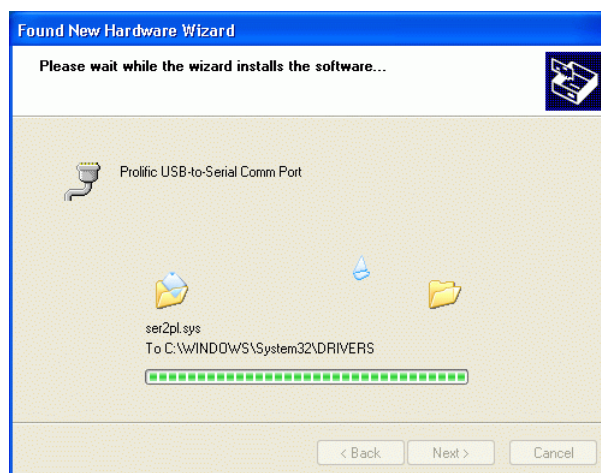 Found New Hardware Wizard
Please wait while the wizard installs the software...
Prolific USB-to-Serial Comm Port
ser2pl.sys
To C:\WINDOWS\System32\DRIVERS
< Back
Next >
Cancel